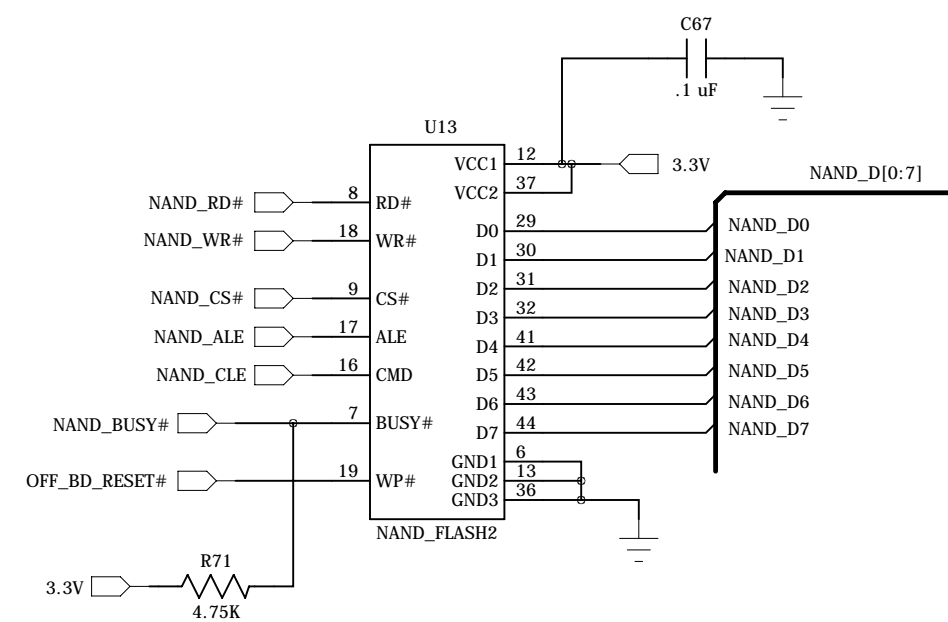 C67
.1 uF
U13
VCC1 12
3.3V
VCC2 37
NAND_D[0:7]
NAND_RD# 8 RD#
NAND_WR# 18 WR#
D0 29 NAND_D0
D1 30 NAND_D1
D2 31 NAND_D2
NAND_CS# 9 CS#
D3 32 NAND_D3
NAND_ALE 17 ALE
D4 41 NAND_D4
NAND_CLE 16 CMD
D5 42 NAND_D5
D6 43 NAND_D6
NAND_BUSY# 7 BUSY#
D7 44 NAND_D7
GND1 6
OFF_BD_RESET# 19 WP#
GND2 13
GND3 36
NAND_FLASH2
R71
3.3V
4.75K